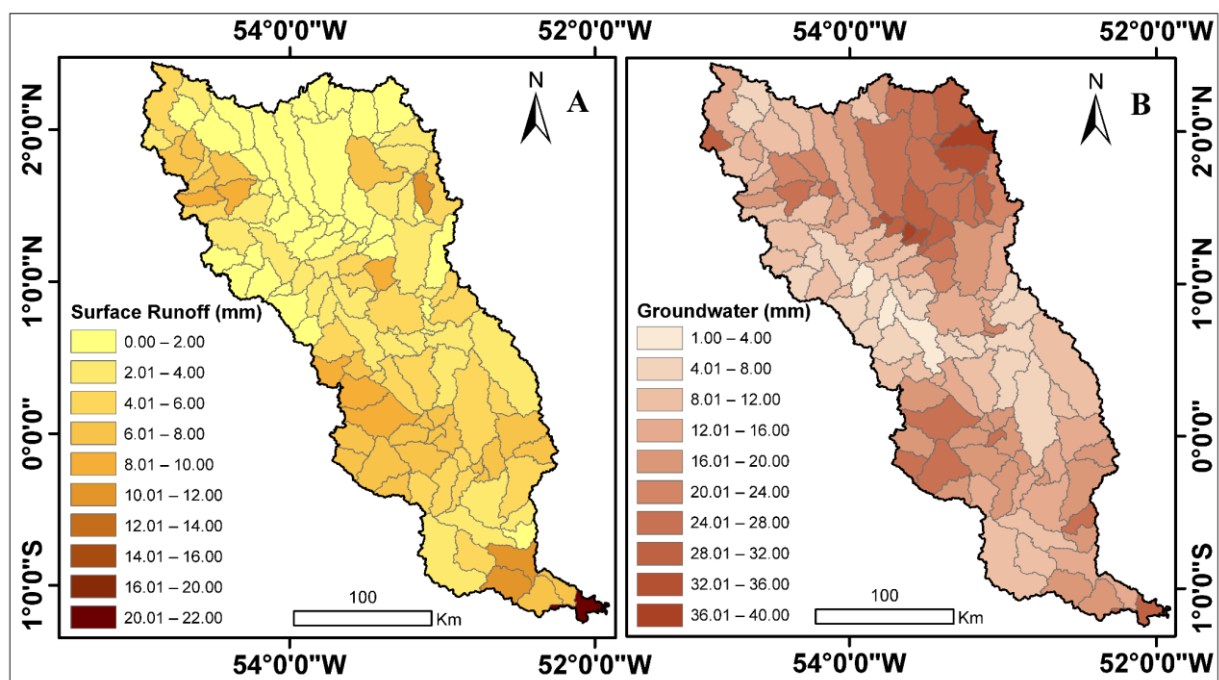 54°0'0"W 52°0'0"W 54°0'0"W 52°0'0"W
N A
N B
2°0'0"N
1°0'0"N
0°0'0"
1°0'0"S
Surface Runoff (mm)
0.00 – 2.00
2.01 – 4.00
4.01 – 6.00
6.01 – 8.00
8.01 – 10.00
10.01 – 12.00
12.01 – 14.00
14.01 – 16.00
16.01 – 20.00
20.01 – 22.00
100
Km
Groundwater (mm)
1.00 – 4.00
4.01 – 8.00
8.01 – 12.00
12.01 – 16.00
16.01 – 20.00
20.01 – 24.00
24.01 – 28.00
28.01 – 32.00
32.01 – 36.00
36.01 – 40.00
100
Km
2°0'0"N
1°0'0"N
0°0'0"
1°0'0"S
54°0'0"W 52°0'0"W 54°0'0"W 52°0'0"W